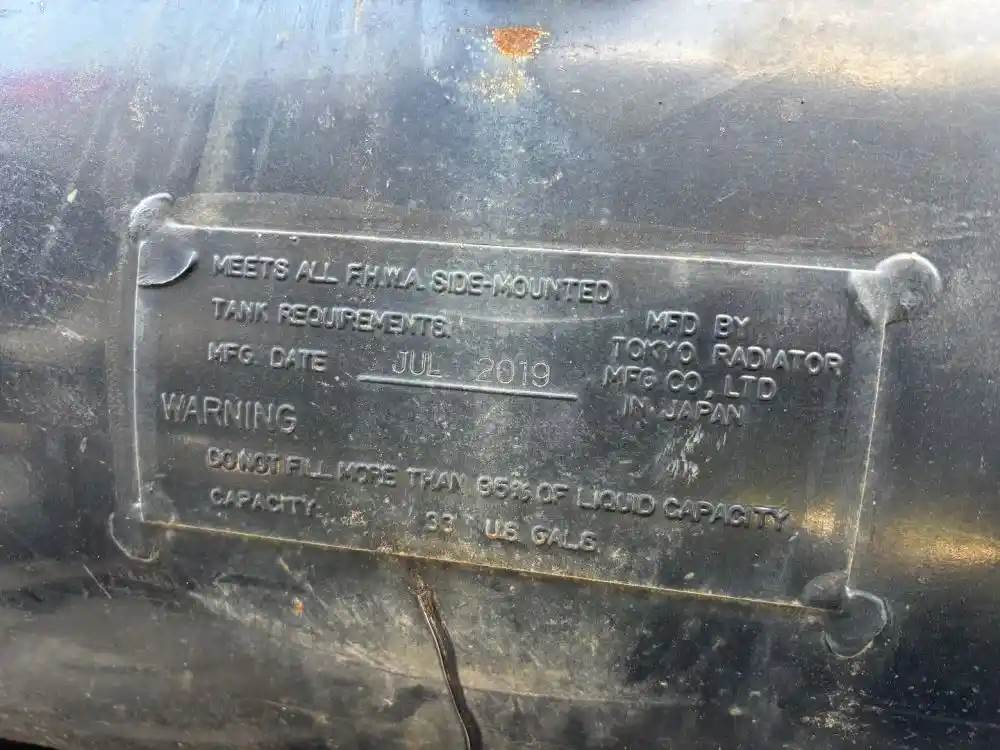 MEETS ALL F.H.W.A. SIDE-MOUNTED
TANK REQUIREMENTS.
MFG. DATE JUL 2019
MFD BY
TOKYO RADIATOR
MFG CO., LTD
IN JAPAN
WARNING
DO NOT FILL MORE THAN 95% OF LIQUID CAPACITY
CAPACITY. 33 U.S. GALS